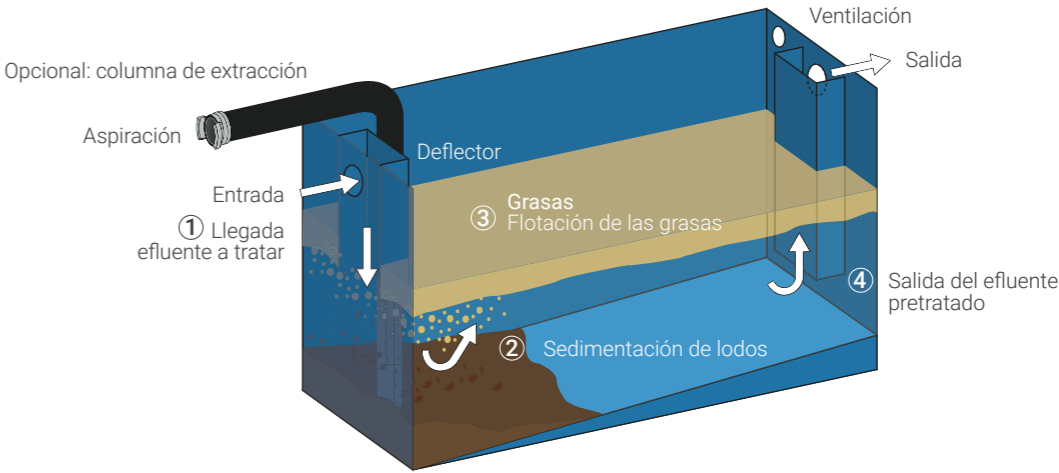 Ventilación
Salida
Opcional: columna de extracción
Aspiración
Deflector
Entrada
① Llegada
efluente a tratar
③ Grasas
Flotación de las grasas
④ Salida del efluente
pretratado
② Sedimentación de lodos